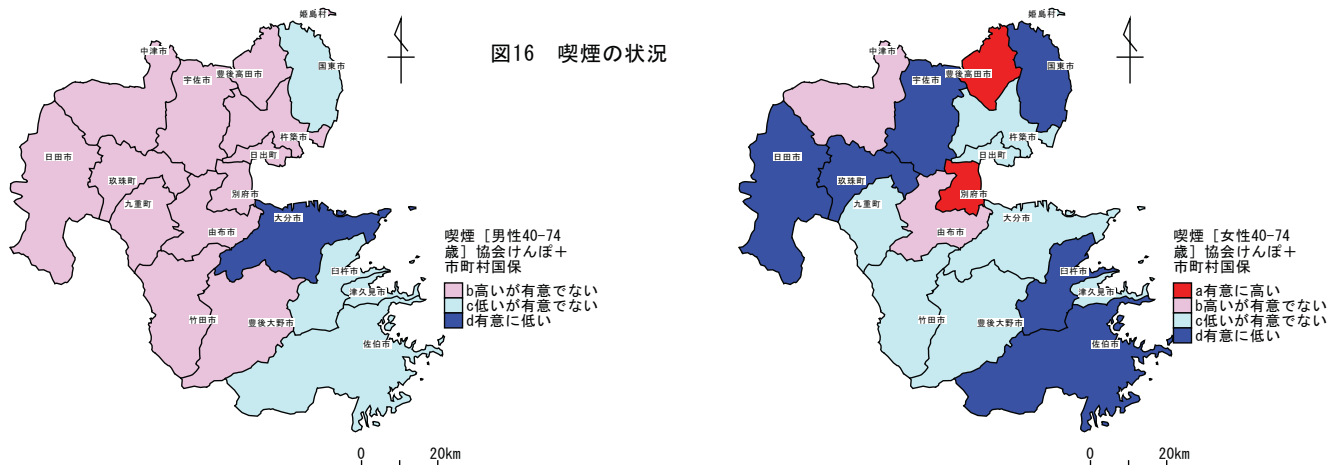 図16　喫煙の状況
姫島村
中津市
豊後高田市
国東市
宇佐市
杵築市
日出町
日田市
玖珠町
別府市
九重町
大分市
由布市
臼杵市
津久見市
竹田市
豊後大野市
佐伯市
喫煙［男性40-74
歳］協会けんぽ＋
市町村国保
b高いが有意でない
c低いが有意でない
d有意に低い
0 20km
姫島村
中津市
豊後高田市
国東市
宇佐市
杵築市
日出町
日田市
玖珠町
別府市
九重町
大分市
由布市
臼杵市
津久見市
竹田市
豊後大野市
佐伯市
喫煙［女性40-74
歳］協会けんぽ＋
市町村国保
a有意に高い
b高いが有意でない
c低いが有意でない
d有意に低い
0 20km